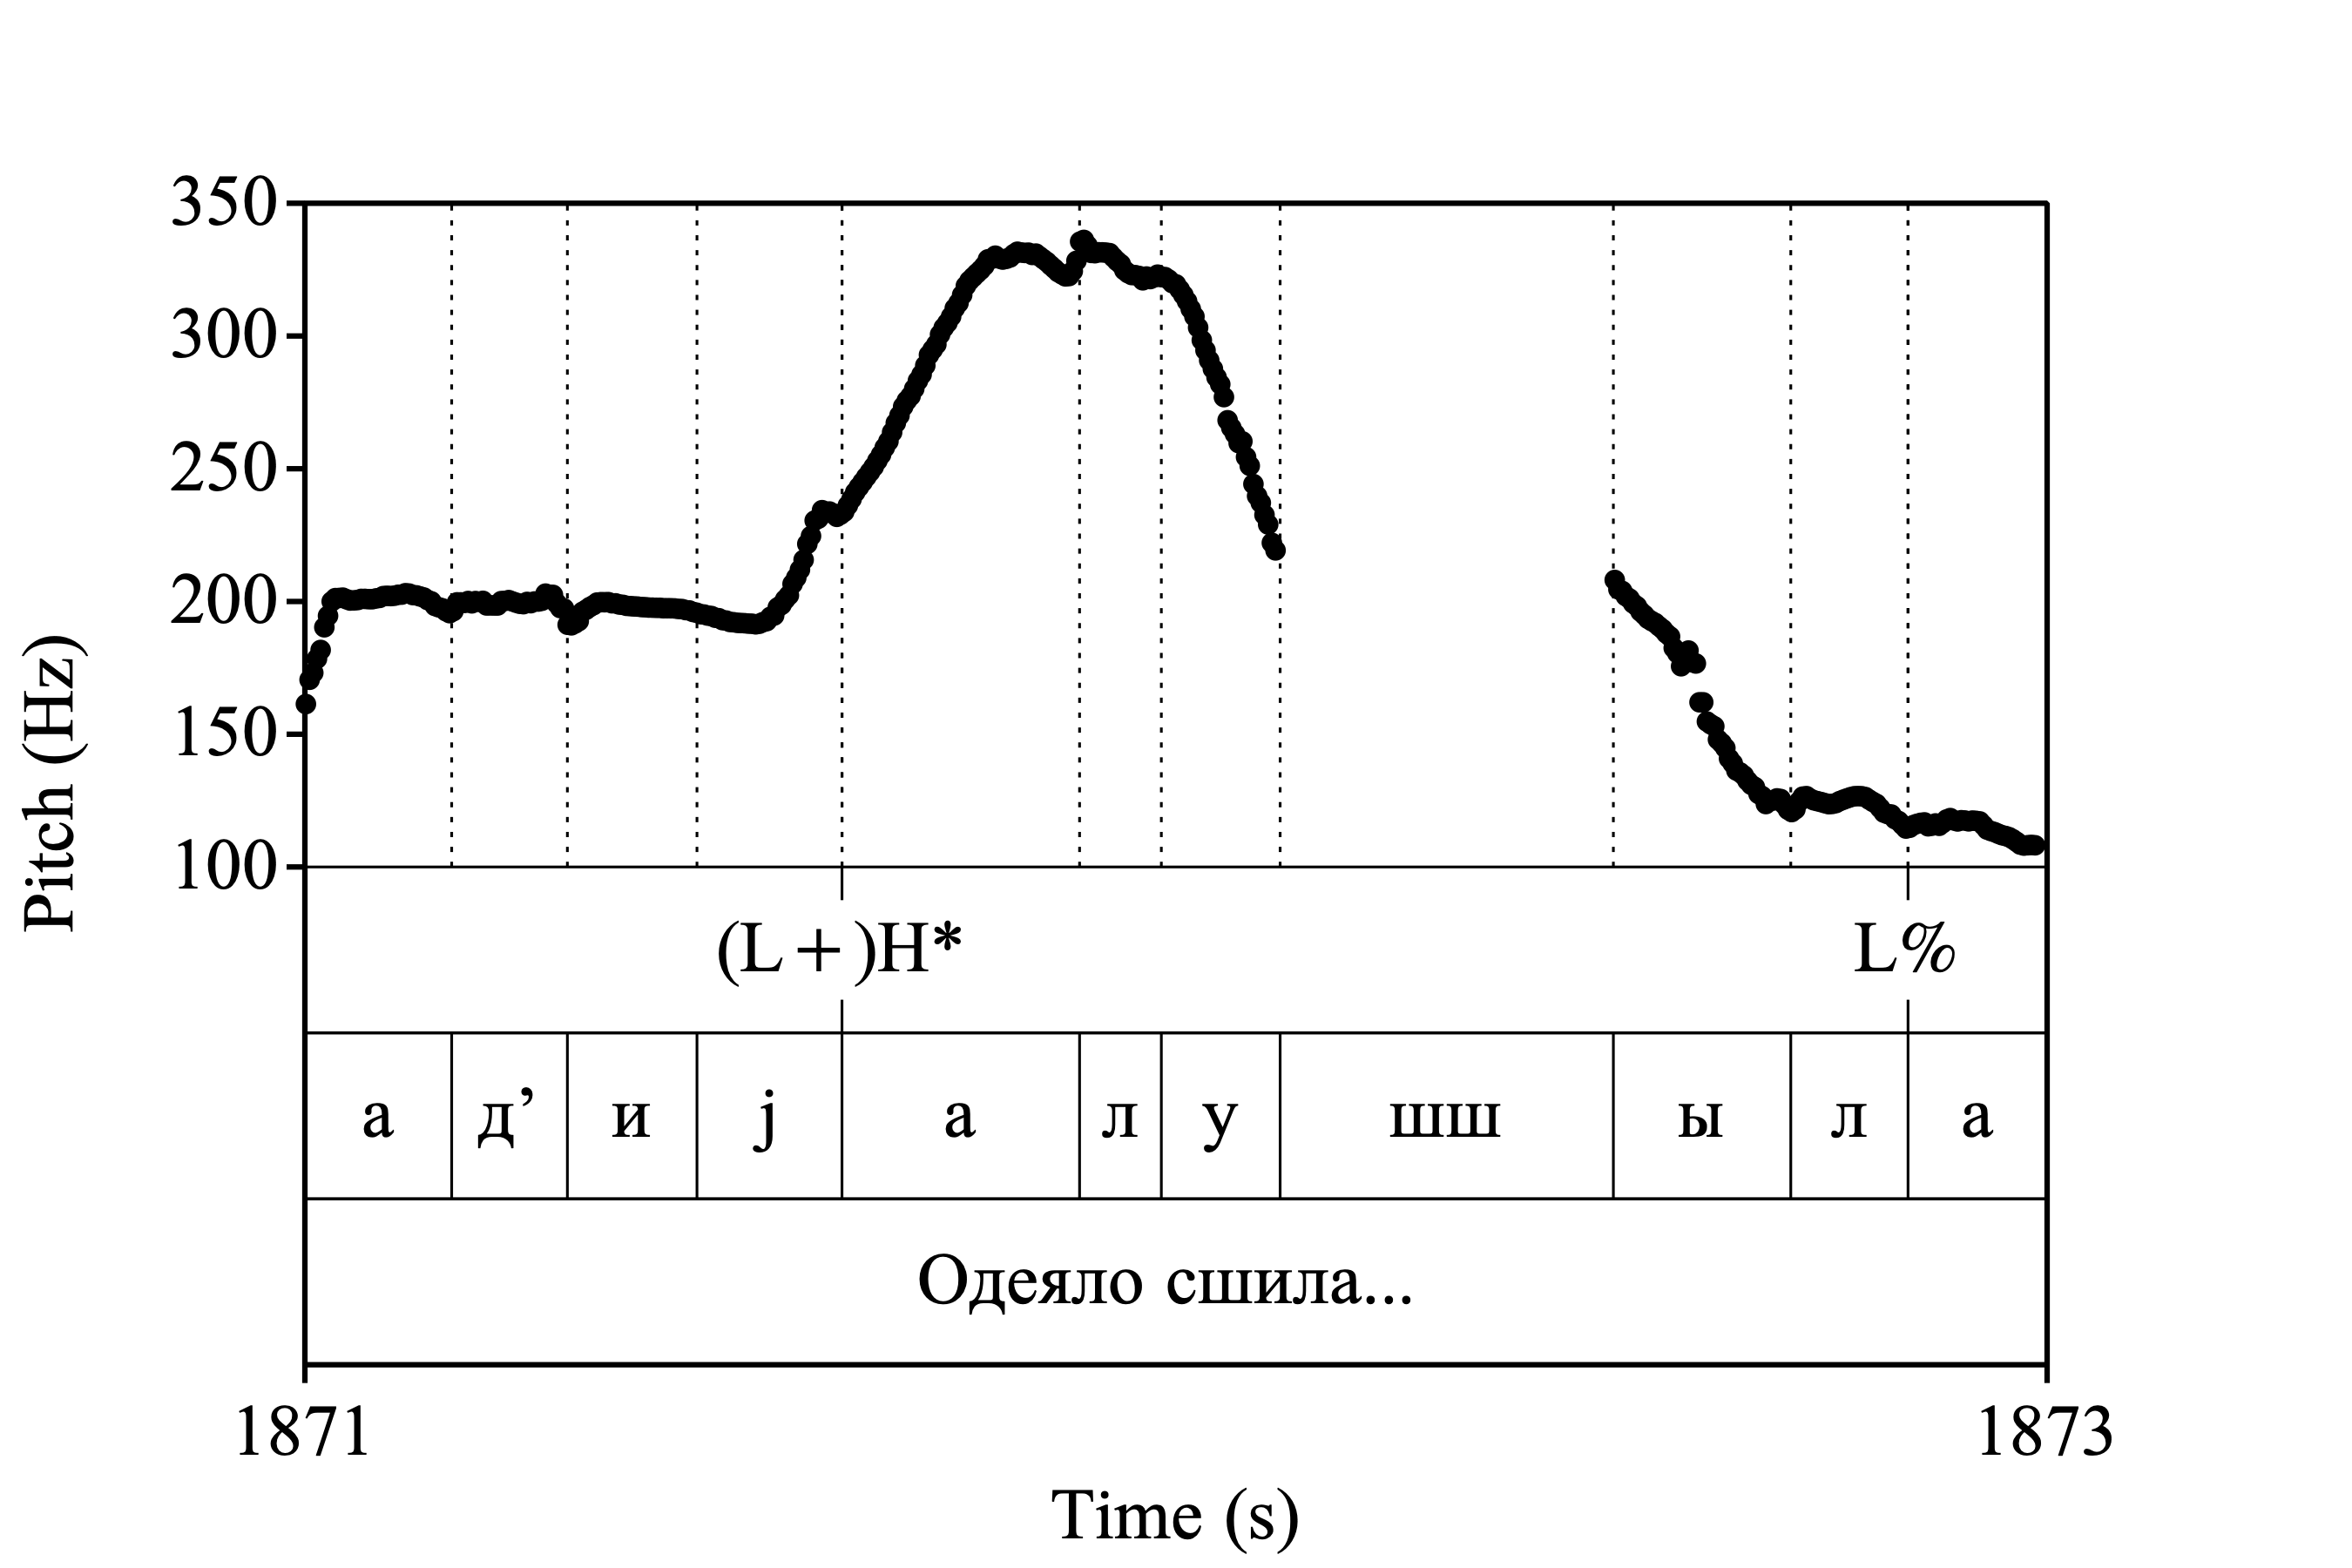 350
300
250
200
150
100
Pitch (Hz)
(L+)H* L%
а д’ и j а л у шш ы л а
Одеяло сшила...
1871 1873
Time (s)